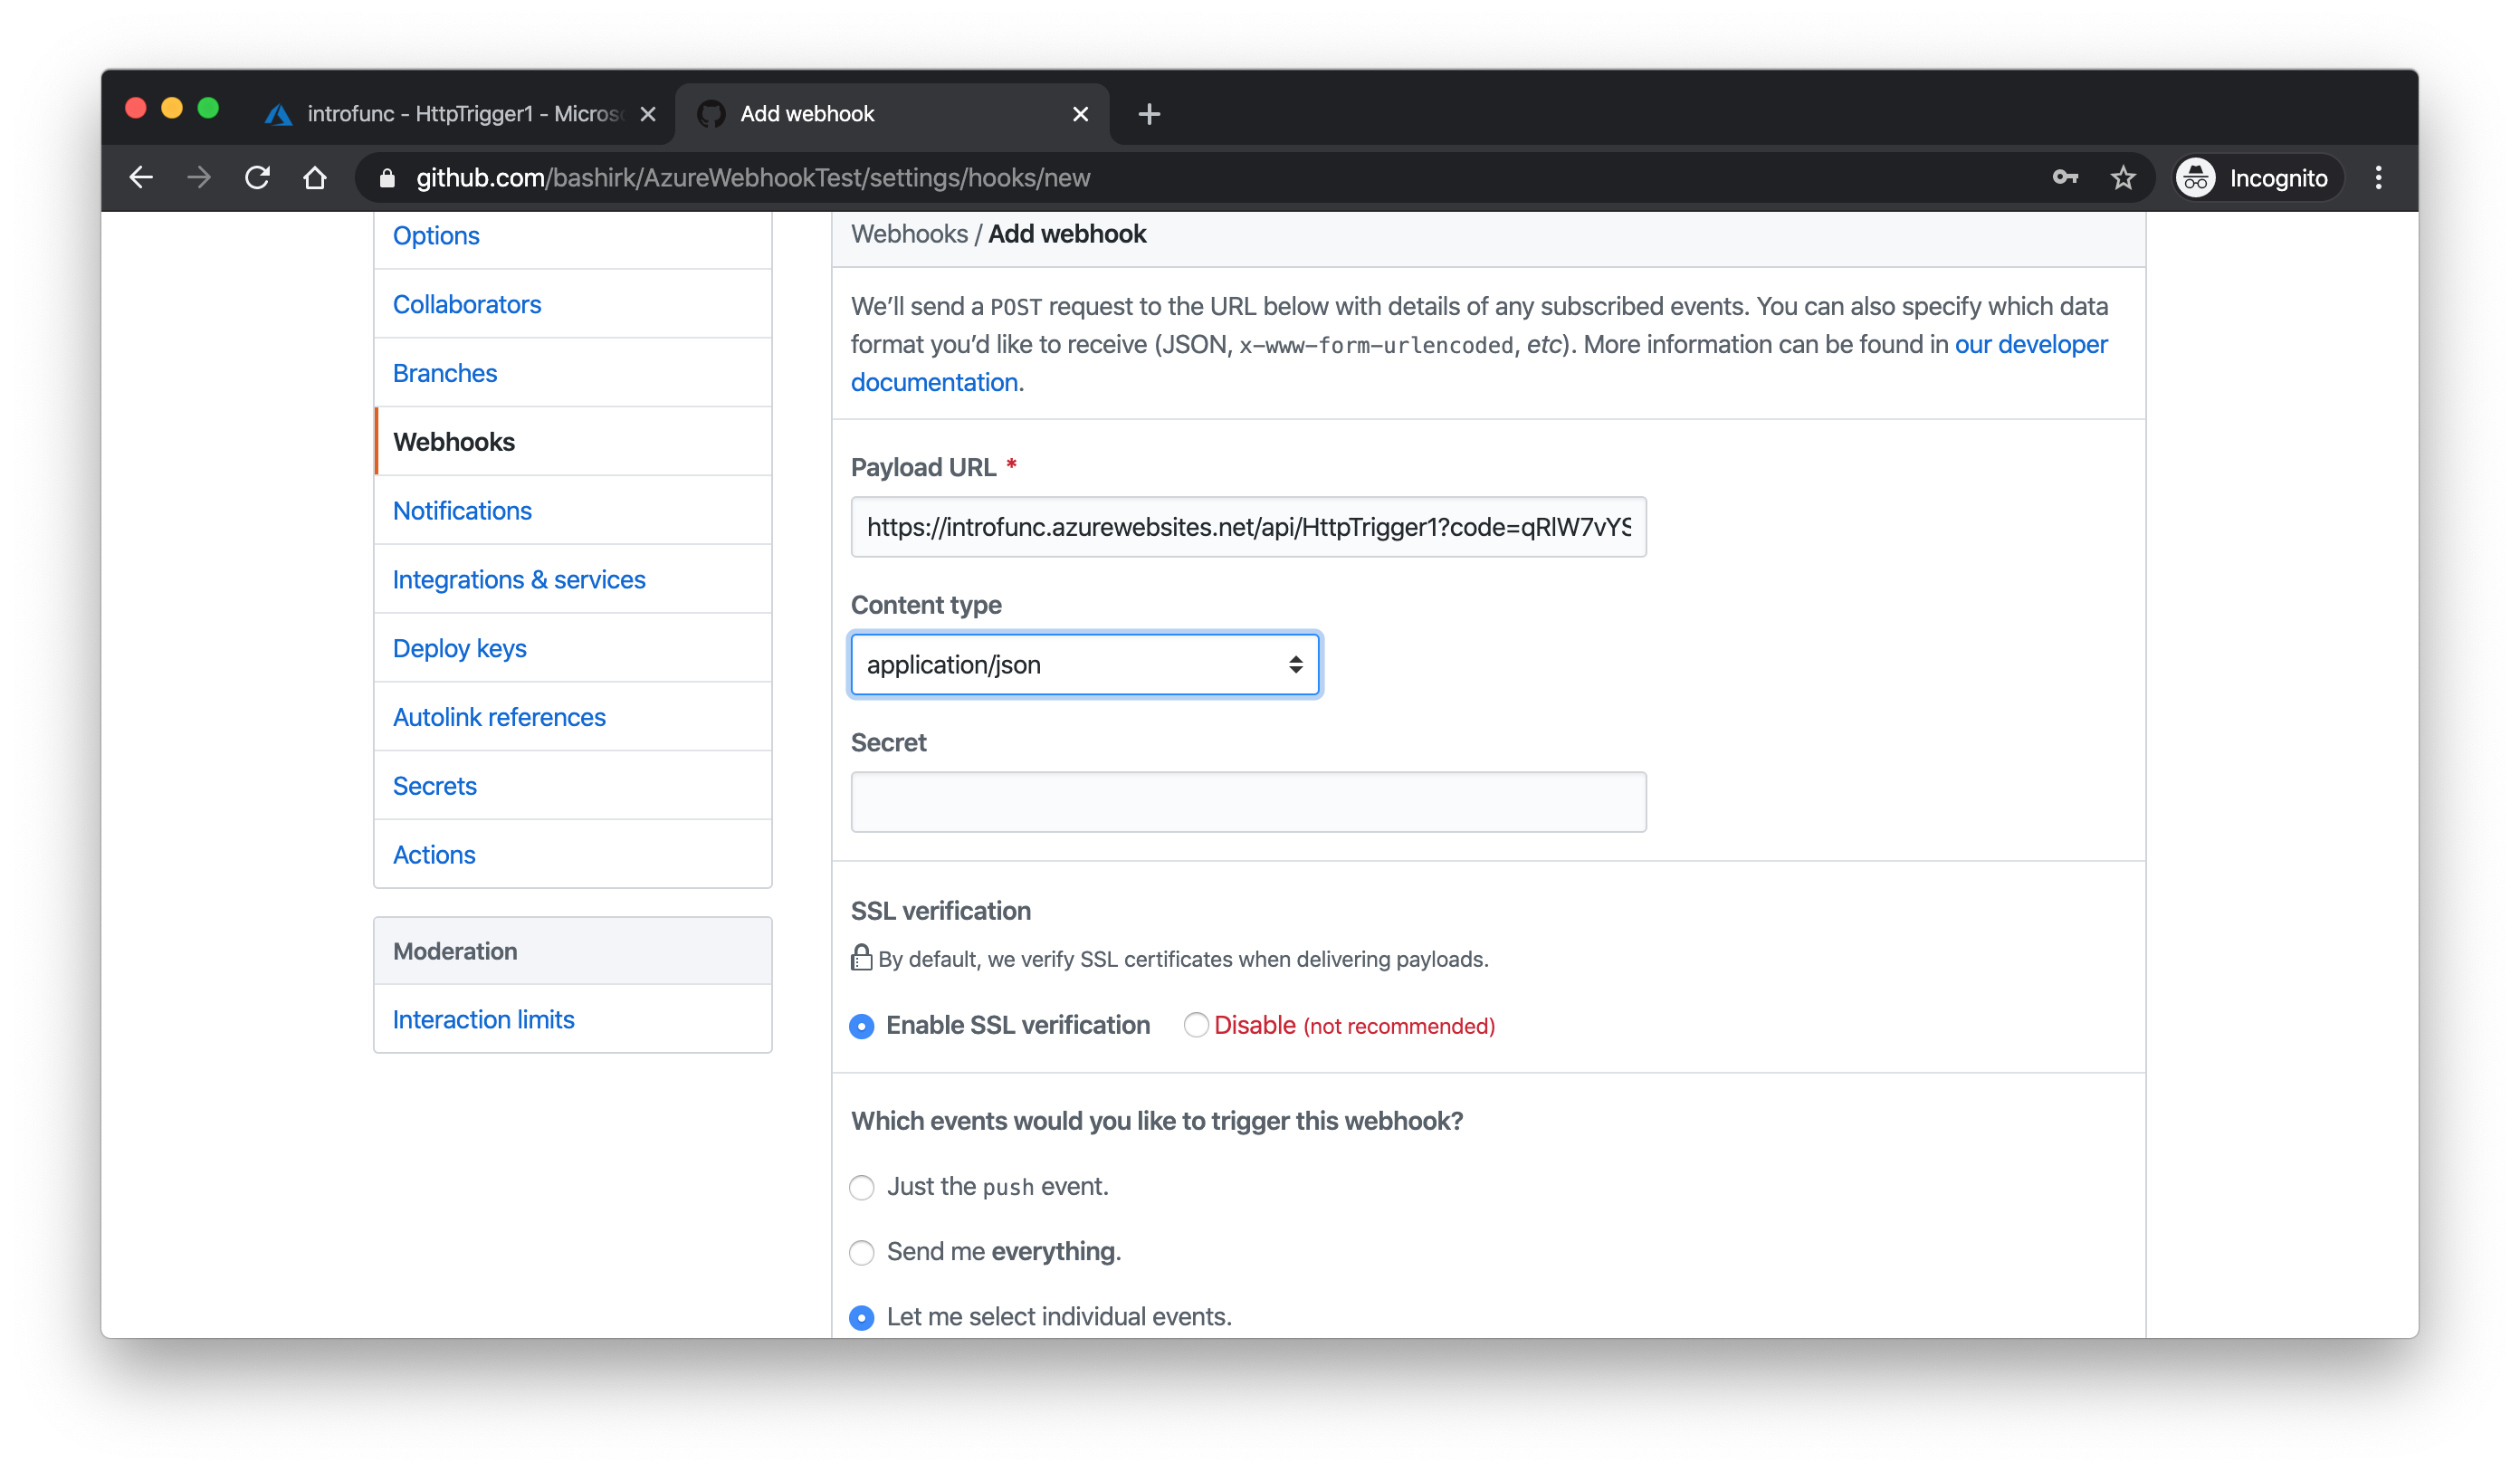 introfunc - HttpTrigger1 - Micros
Add webhook
github.com/bashirk/AzureWebhookTest/settings/hooks/new
Incognito
Options
Collaborators
Branches
Webhooks
Notifications
Integrations & services
Deploy keys
Autolink references
Secrets
Actions
Moderation
Interaction limits
Webhooks / Add webhook
We’ll send a POST request to the URL below with details of any subscribed events. You can also specify which data
format you’d like to receive (JSON, x-www-form-urlencoded, etc). More information can be found in our developer
documentation.
Payload URL *
https://introfunc.azurewebsites.net/api/HttpTrigger1?code=qRlW7vYS
Content type
application/json
Secret
SSL verification
By default, we verify SSL certificates when delivering payloads.
Enable SSL verification Disable (not recommended)
Which events would you like to trigger this webhook?
Just the push event.
Send me everything.
Let me select individual events.